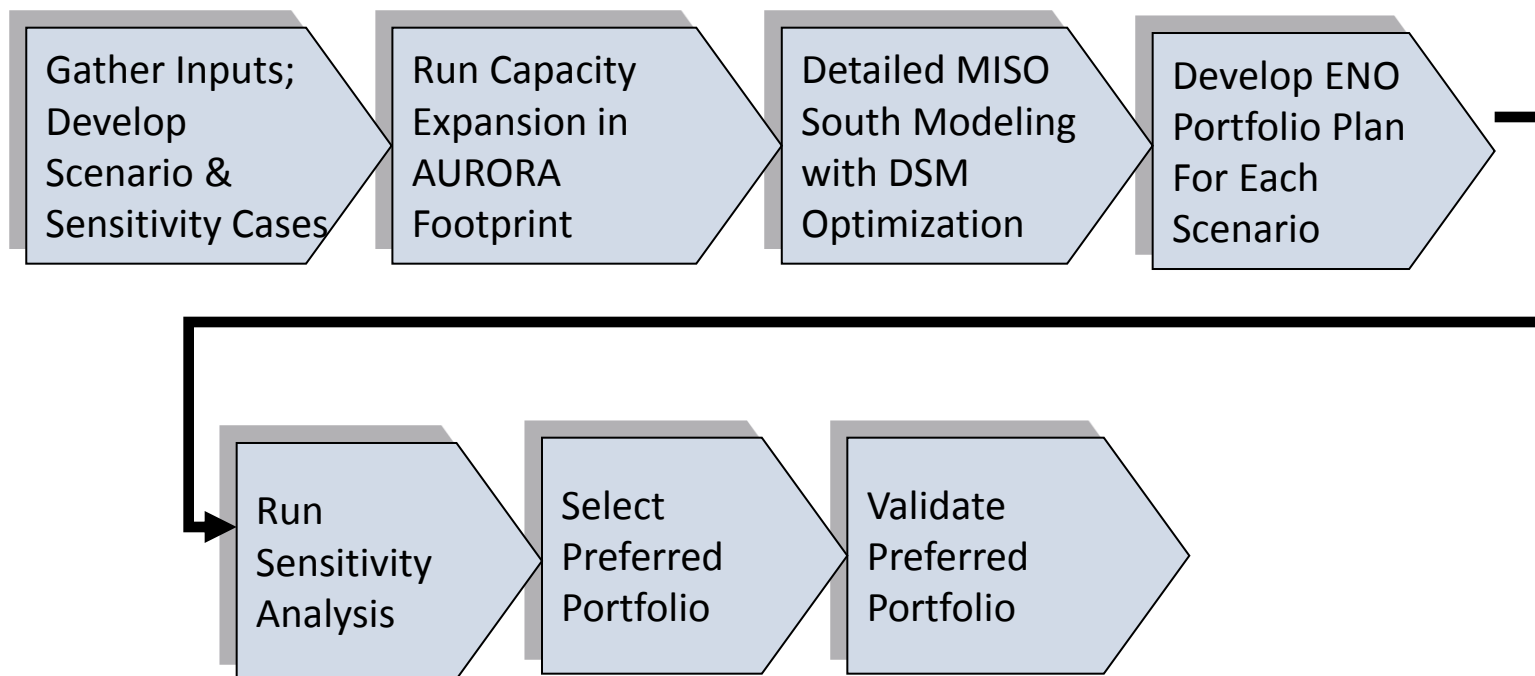 Gather Inputs;
Develop
Scenario &
Sensitivity Cases
Run Capacity
Expansion in
AURORA
Footprint
Detailed MISO
South Modeling
with DSM
Optimization
Develop ENO
Portfolio Plan
For Each
Scenario
Run
Sensitivity
Analysis
Select
Preferred
Portfolio
Validate
Preferred
Portfolio